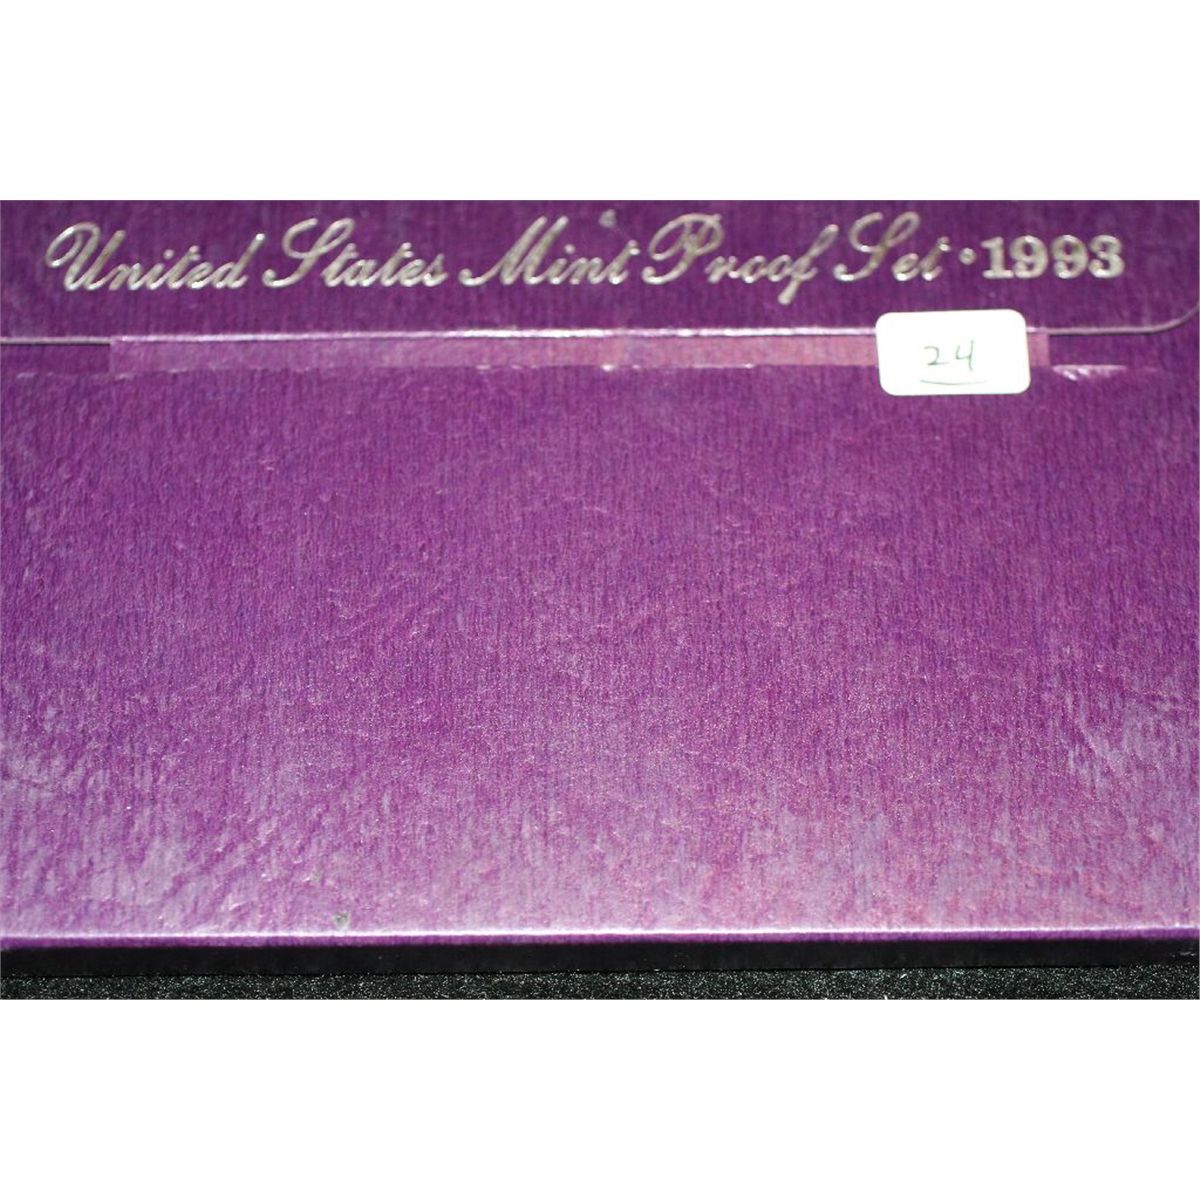 United States Mint Proof Set · 1993
24